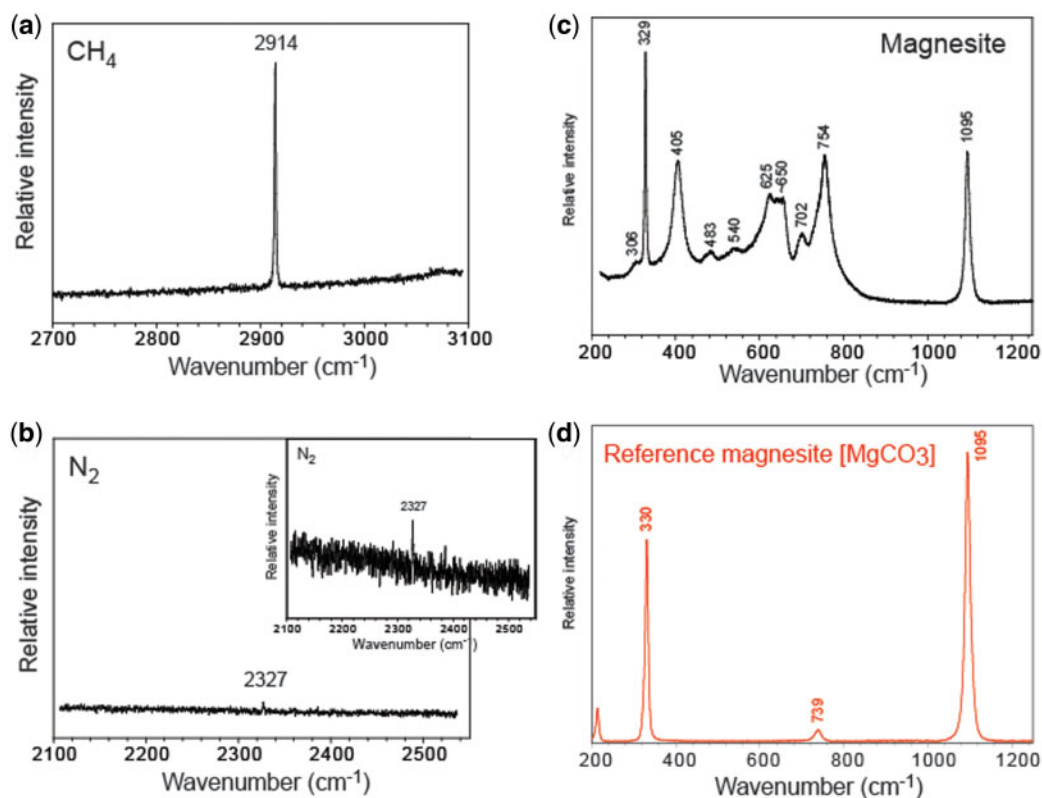 (a)
CH4
2914
Relative intensity
2700 2800 2900 3000 3100
Wavenumber (cm-1)
(b)
N2
2327
Relative intensity
2100 2200 2300 2400 2500
Wavenumber (cm-1)
N2
2327
Relative intensity
2100 2200 2300 2400 2500
Wavenumber (cm-1)
(c)
Magnesite
306
329
405
483
540
625
~650
702
754
1095
Relative intensity
200 400 600 800 1000 1200
Wavenumber (cm-1)
(d)
Reference magnesite [MgCO3]
330
739
1095
Relative intensity
200 400 600 800 1000 1200
Wavenumber (cm-1)